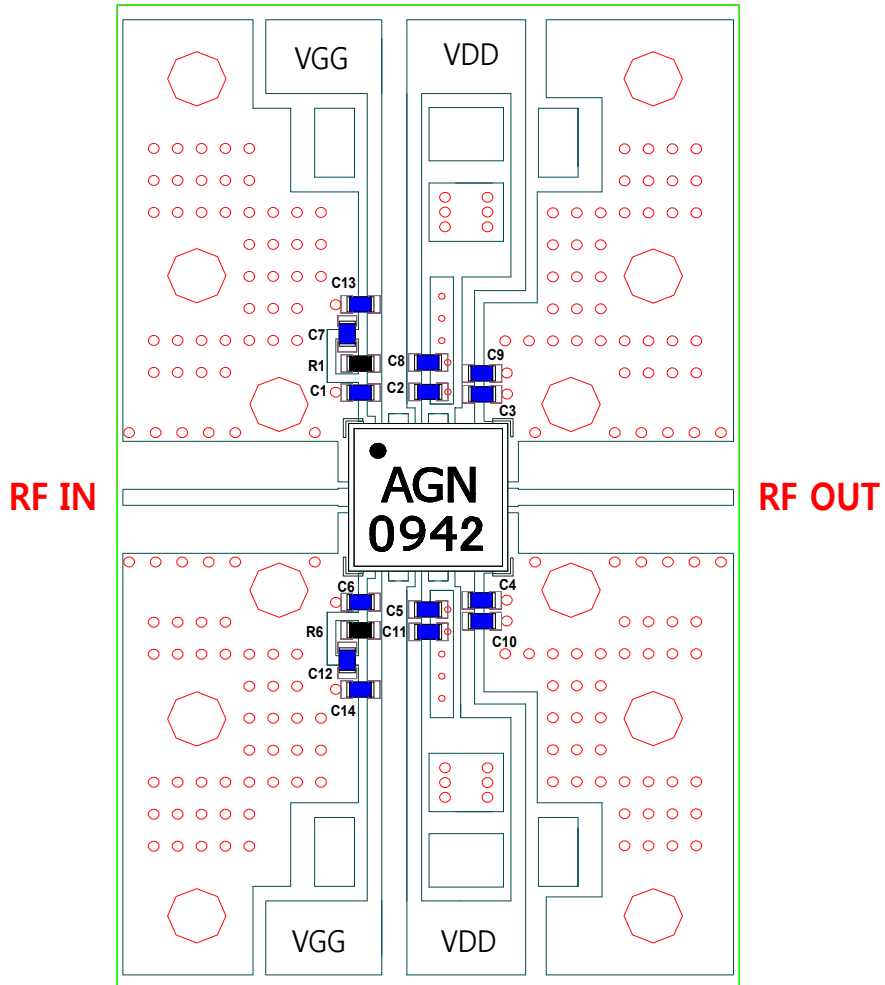 VGG
VDD
C13
C7
R1
C8
C9
C1
C2
C3
RF IN
AGN
0942
RF OUT
C6
C4
C5
R6
C11
C10
C12
C14
VGG
VDD